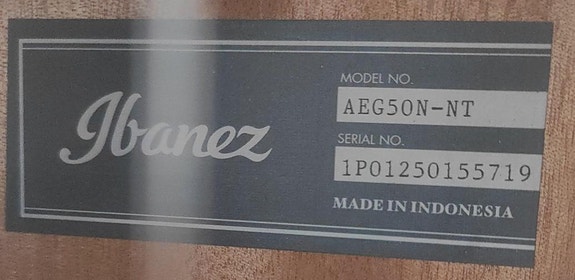 Ibanez
MODEL NO.
AEG50N-NT
SERIAL NO.
1P01250155719
MADE IN INDONESIA